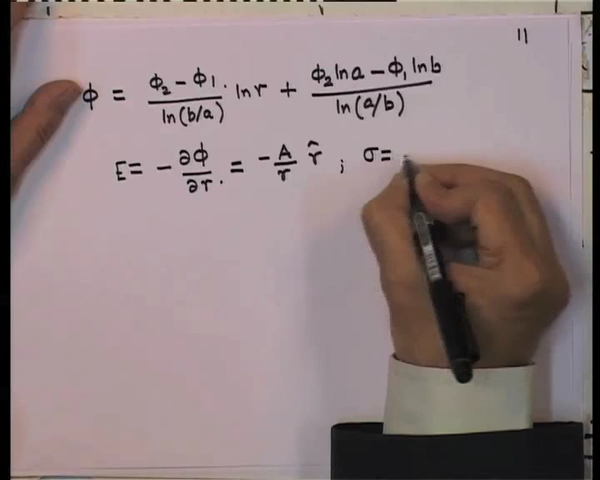 11
ϕ = (ϕ₂ − ϕ₁)/ln(b/a) ln r + (ϕ₂ ln a − ϕ₁ ln b)/ln(a/b)
E = − ∂ϕ/∂r = − A/r r̂ ; σ =